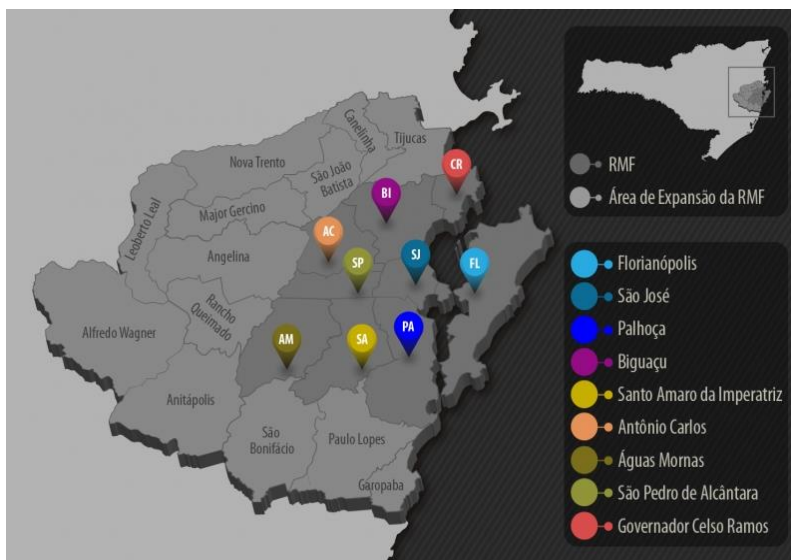 Canelinha
Tijucas
Nova Trento
São João
Batista
CR
BI
Leoberto Leal
Major Gercino
AC
Angelina
SP
SJ
FL
Rancho
Queimado
Alfredo Wagner
AM
SA
PA
Anitápolis
São
Bonifácio
Paulo Lopes
Garopaba
RMF
Área de Expansão da RMF
Florianópolis
São José
Palhoça
Biguaçu
Santo Amaro da Imperatriz
Antônio Carlos
Águas Mornas
São Pedro de Alcântara
Governador Celso Ramos